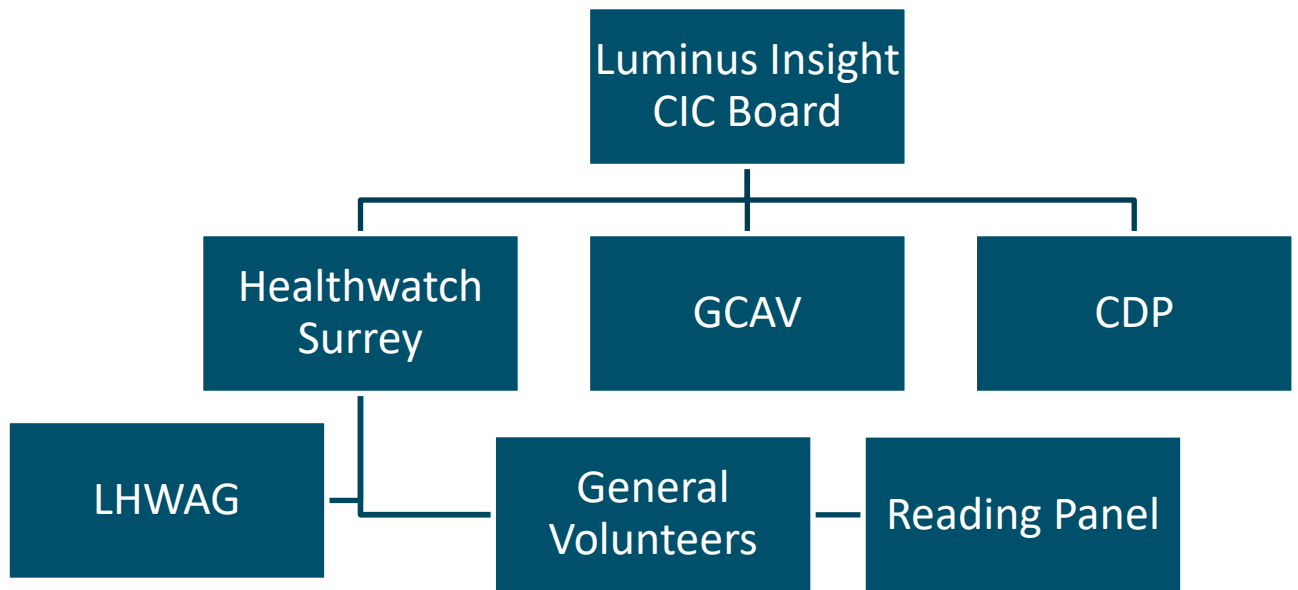 Luminus Insight
CIC Board
Healthwatch
Surrey
GCAV
CDP
LHWAG
General
Volunteers
Reading Panel